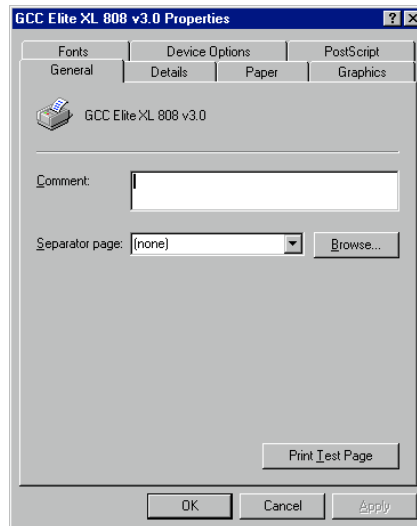 GCC Elite XL 808 v3.0 Properties
Fonts Device Options PostScript
General Details Paper Graphics
GCC Elite XL 808 v3.0
Comment:
Separator page: (none) Browse...
Print Test Page
OK Cancel Apply